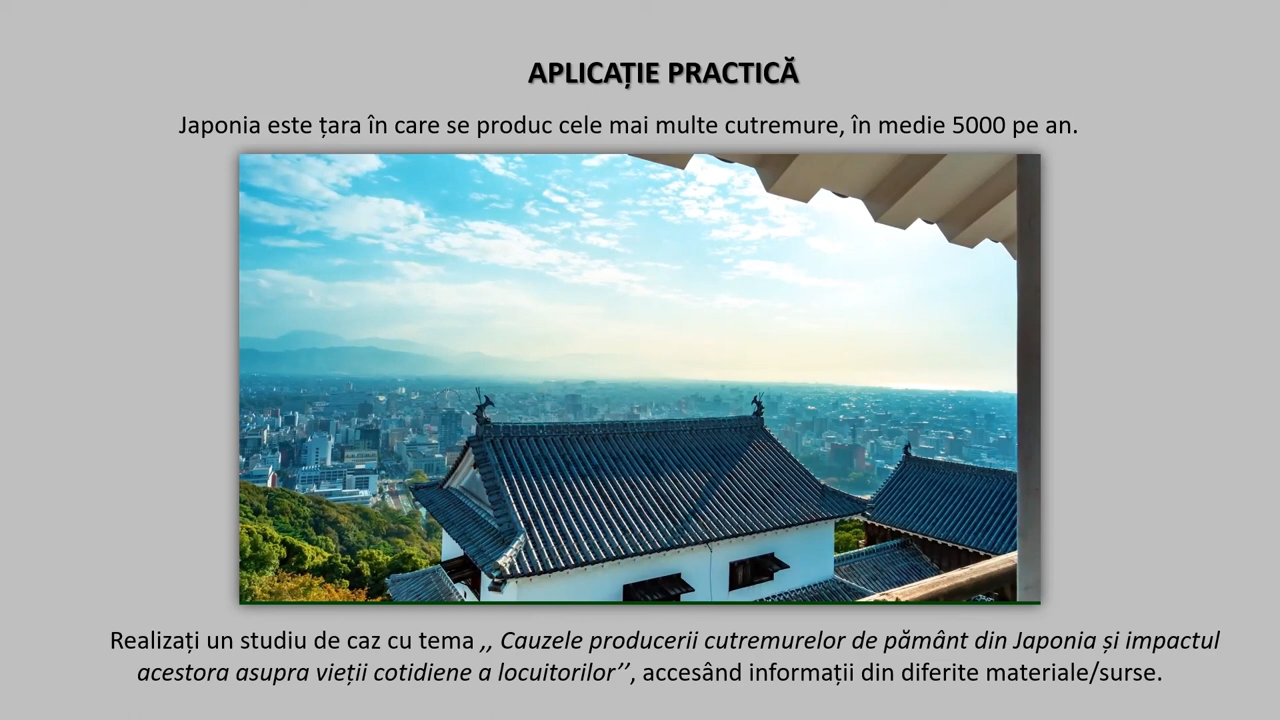 APLICAȚIE PRACTICĂ
Japonia este țara în care se produc cele mai multe cutremure, în medie 5000 pe an.
Realizați un studiu de caz cu tema ,, Cauzele producerii cutremurelor de pământ din Japonia și impactul
acestora asupra vieții cotidiene a locuitorilor’’, accesând informații din diferite materiale/surse.